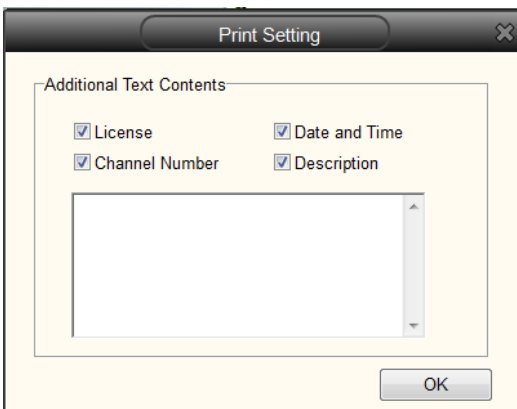 Print Setting
Additional Text Contents
License Date and Time
Channel Number Description
OK